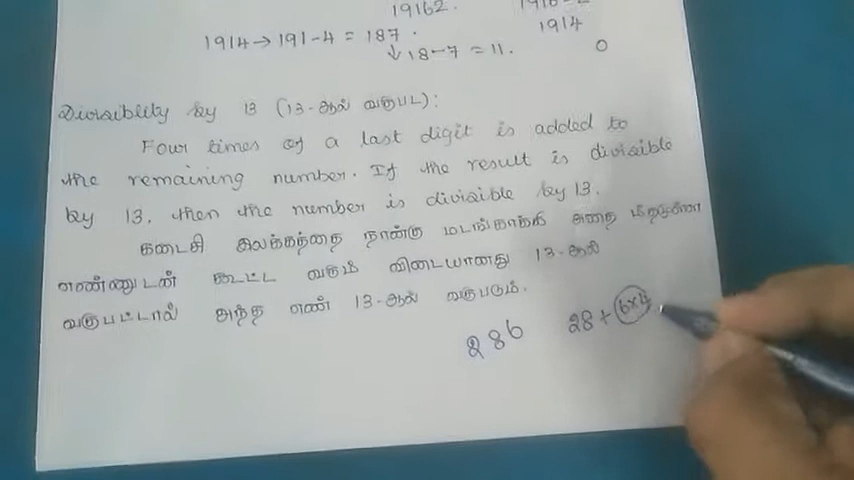 19162.
1914
1914 → 191-4 = 187.
↓ 18-7 = 11.
0
Divisiblity by 13 (13-ஆல் வகுபட):
Four times of a last digit is added to
the remaining number. If the result is divisible
by 13. then the number is divisible by 13.
கடைசி இலக்கத்தை நான்கு மடங்காக்கி அதை
எண்ணுடன் கூட்ட வரும் விடையானது 13-ஆல்
வகுபட்டால் அந்த எண் 13-ஆல் வகுபடும்.
286 28 + (6×4